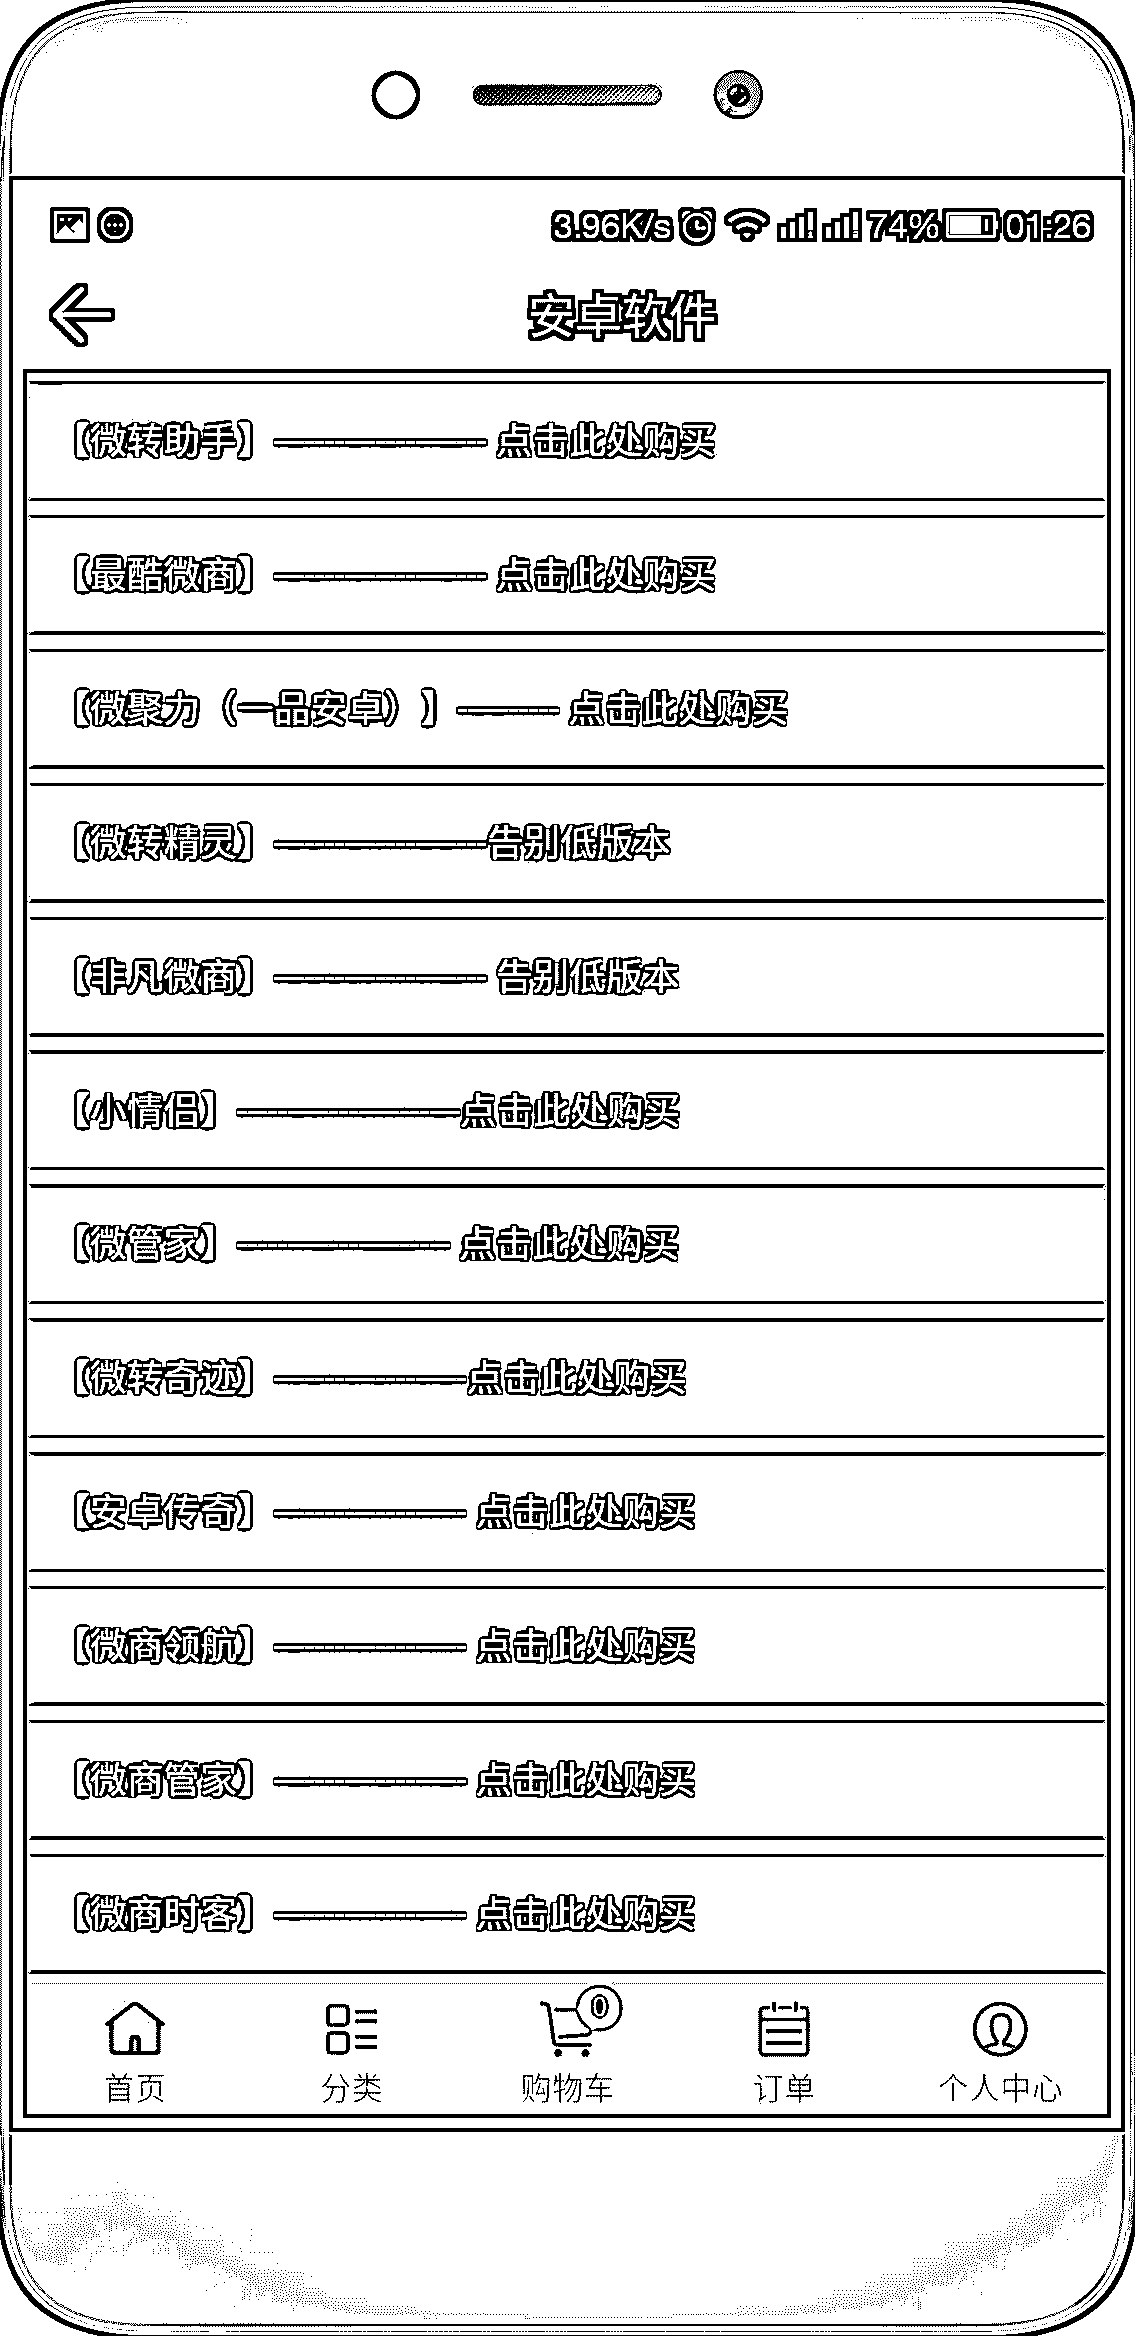 3.96K/s 74% 01:26
安卓软件
【微转助手】 —————— 点击此处购买
【最酷微商】 —————— 点击此处购买
【微聚力（一品安卓）】 ——— 点击此处购买
【微转精灵】 ——————告别低版本
【非凡微商】 —————— 告别低版本
【小情侣】 ——————点击此处购买
【微管家】 —————— 点击此处购买
【微转奇迹】 —————点击此处购买
【安卓传奇】 ————— 点击此处购买
【微商领航】 ————— 点击此处购买
【微商管家】 ————— 点击此处购买
【微商时客】 ————— 点击此处购买
0
首页 分类 购物车 订单 个人中心